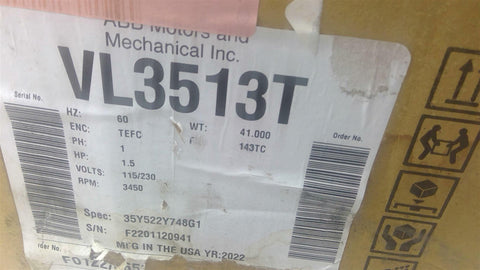 ABB Motors and
Mechanical Inc.
VL3513T
Serial No.
HZ: 60
ENC: TEFC WT: 41.000
PH: 1 F 143TC
HP: 1.5
VOLTS: 115/230
RPM: 3450
Order No.
Spec: 35Y522Y748G1
S/N: F2201120941
MFG IN THE USA YR:2022
rder No.